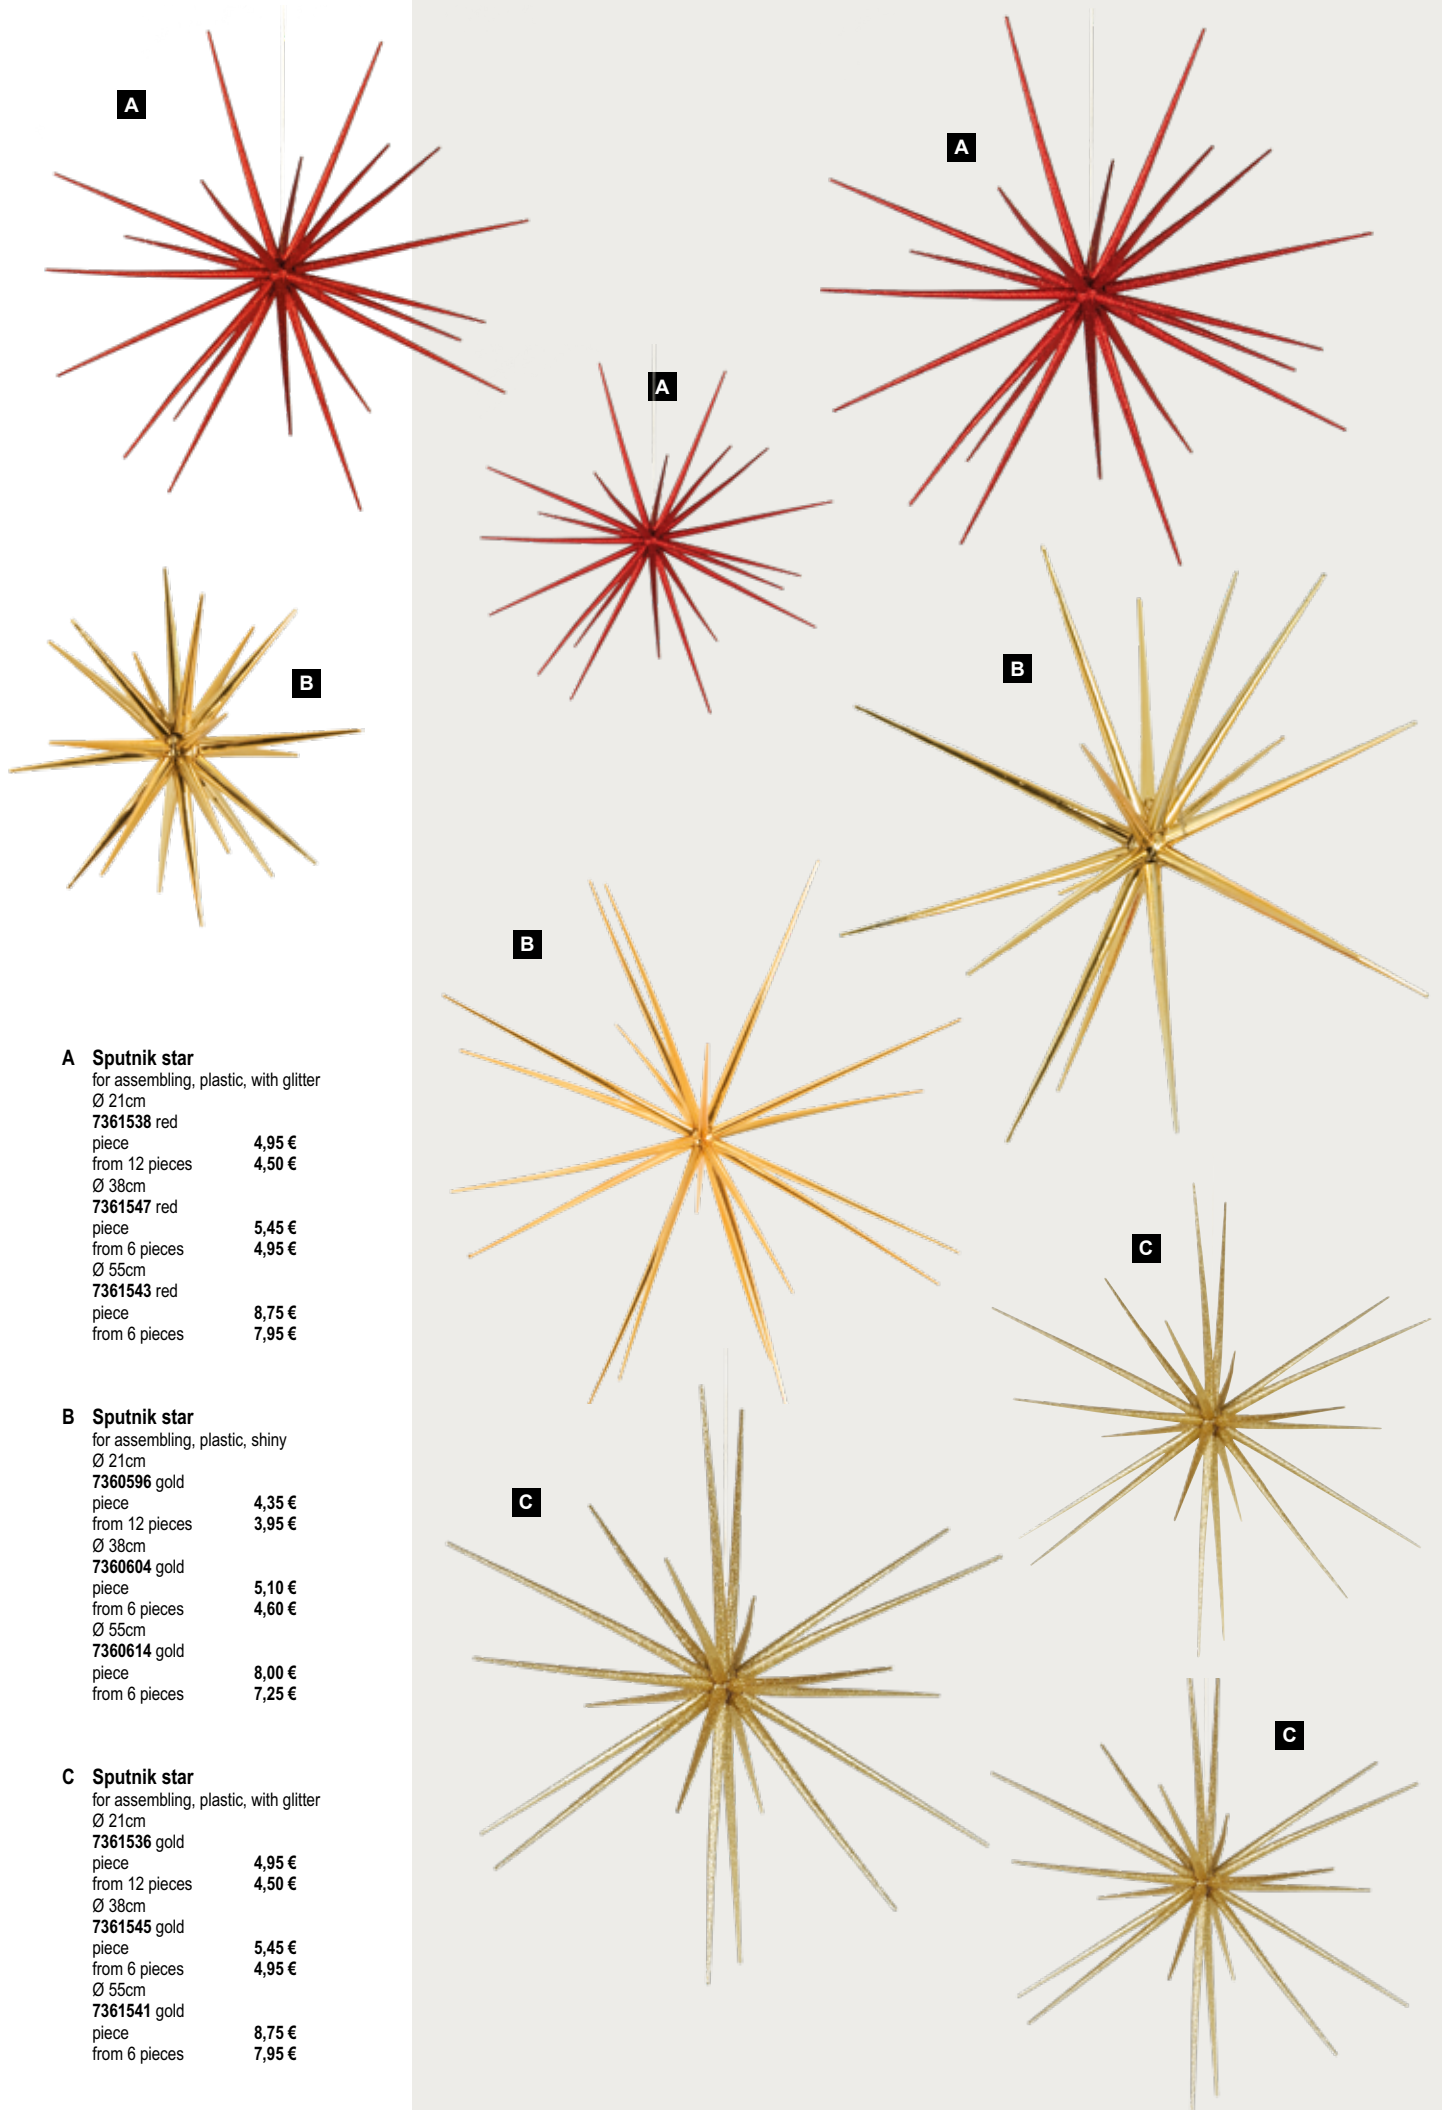 A
A
A
B
B
B
C
C
C
A Sputnik star
for assembling, plastic, with glitter
Ø 21cm
7361538 red
piece 4,95 €
from 12 pieces 4,50 €
Ø 38cm
7361547 red
piece 5,45 €
from 6 pieces 4,95 €
Ø 55cm
7361543 red
piece 8,75 €
from 6 pieces 7,95 €
B Sputnik star
for assembling, plastic, shiny
Ø 21cm
7360596 gold
piece 4,35 €
from 12 pieces 3,95 €
Ø 38cm
7360604 gold
piece 5,10 €
from 6 pieces 4,60 €
Ø 55cm
7360614 gold
piece 8,00 €
from 6 pieces 7,25 €
C Sputnik star
for assembling, plastic, with glitter
Ø 21cm
7361536 gold
piece 4,95 €
from 12 pieces 4,50 €
Ø 38cm
7361545 gold
piece 5,45 €
from 6 pieces 4,95 €
Ø 55cm
7361541 gold
piece 8,75 €
from 6 pieces 7,95 €